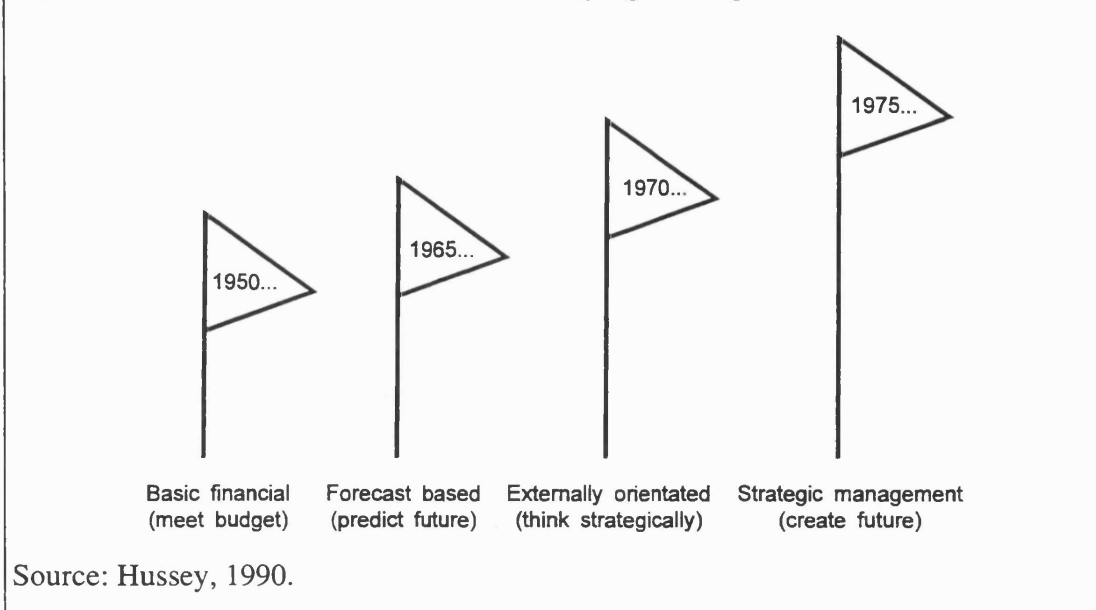 1975...
1970...
1965...
1950...
Basic financial
(meet budget)
Forecast based
(predict future)
Externally orientated
(think strategically)
Strategic management
(create future)
Source: Hussey, 1990.